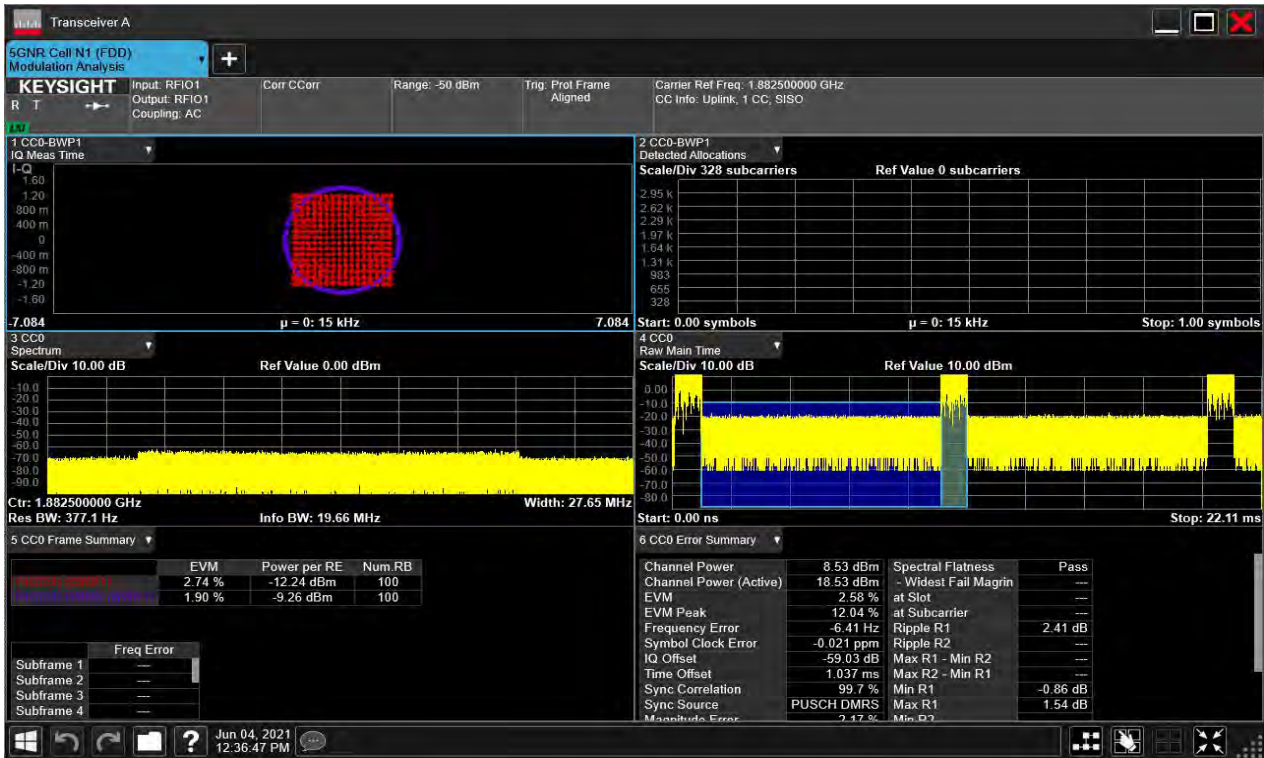 Transceiver A
5GNR Cell N1 (FDD)
Modulation Analysis
+
KEYSIGHT
R T
LXI
Input: RFIO1
Output: RFIO1
Coupling: AC
Corr CCorr
Range: -50 dBm
Trig: Prot Frame
Aligned
Carrier Ref Freq: 1.882500000 GHz
CC Info: Uplink, 1 CC, SISO
1 CC0-BWP1
IQ Meas Time
I-Q
1.60
1.20
800 m
400 m
0
-400 m
-800 m
-1.20
-1.60
-7.084 µ = 0: 15 kHz 7.084
2 CC0-BWP1
Detected Allocations
Scale/Div 328 subcarriers Ref Value 0 subcarriers
2.95 k
2.62 k
2.29 k
1.97 k
1.64 k
1.31 k
983
655
328
Start: 0.00 symbols µ = 0: 15 kHz Stop: 1.00 symbols
3 CC0
Spectrum
Scale/Div 10.00 dB Ref Value 0.00 dBm
-10.0
-20.0
-30.0
-40.0
-50.0
-60.0
-70.0
-80.0
-90.0
Ctr: 1.882500000 GHz Width: 27.65 MHz
Res BW: 377.1 Hz Info BW: 19.66 MHz
4 CC0
Raw Main Time
Scale/Div 10.00 dB Ref Value 10.00 dBm
0.00
-10.0
-20.0
-30.0
-40.0
-50.0
-60.0
-70.0
-80.0
Start: 0.00 ns Stop: 22.11 ms
5 CC0 Frame Summary
EVM Power per RE Num.RB
2.74 % -12.24 dBm 100
1.90 % -9.26 dBm 100
Freq Error
Subframe 1 ---
Subframe 2 ---
Subframe 3 ---
Subframe 4 ---
6 CC0 Error Summary
Channel Power 8.53 dBm Spectral Flatness Pass
Channel Power (Active) 18.53 dBm - Widest Fail Magrin ---
EVM 2.58 % at Slot ---
EVM Peak 12.04 % at Subcarrier ---
Frequency Error -6.41 Hz Ripple R1 2.41 dB
Symbol Clock Error -0.021 ppm Ripple R2 ---
IQ Offset -59.03 dB Max R1 - Min R2 ---
Time Offset 1.037 ms Max R2 - Min R1 ---
Sync Correlation 99.7 % Min R1 -0.86 dB
Sync Source PUSCH DMRS Max R1 1.54 dB
Magnitude Error 2.17 % Min R2
?
Jun 04, 2021
12:36:47 PM